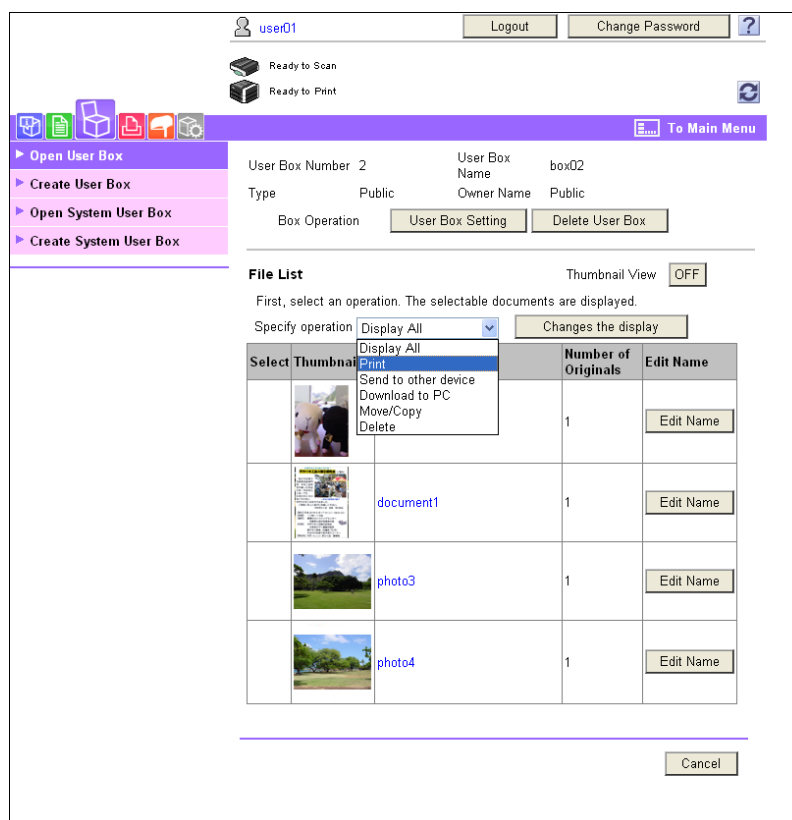 user01 Logout Change Password ?
Ready to Scan
Ready to Print
To Main Menu
Open User Box
Create User Box
Open System User Box
Create System User Box
User Box Number 2 User Box Name box02
Type Public Owner Name Public
Box Operation User Box Setting Delete User Box
File List Thumbnail View OFF
First, select an operation. The selectable documents are displayed.
Specify operation Display All Changes the display
Display All
Print
Send to other device
Download to PC
Move/Copy
Delete
Select Number of Originals Edit Name
1 Edit Name
document1 1 Edit Name
photo3 1 Edit Name
photo4 1 Edit Name
Cancel